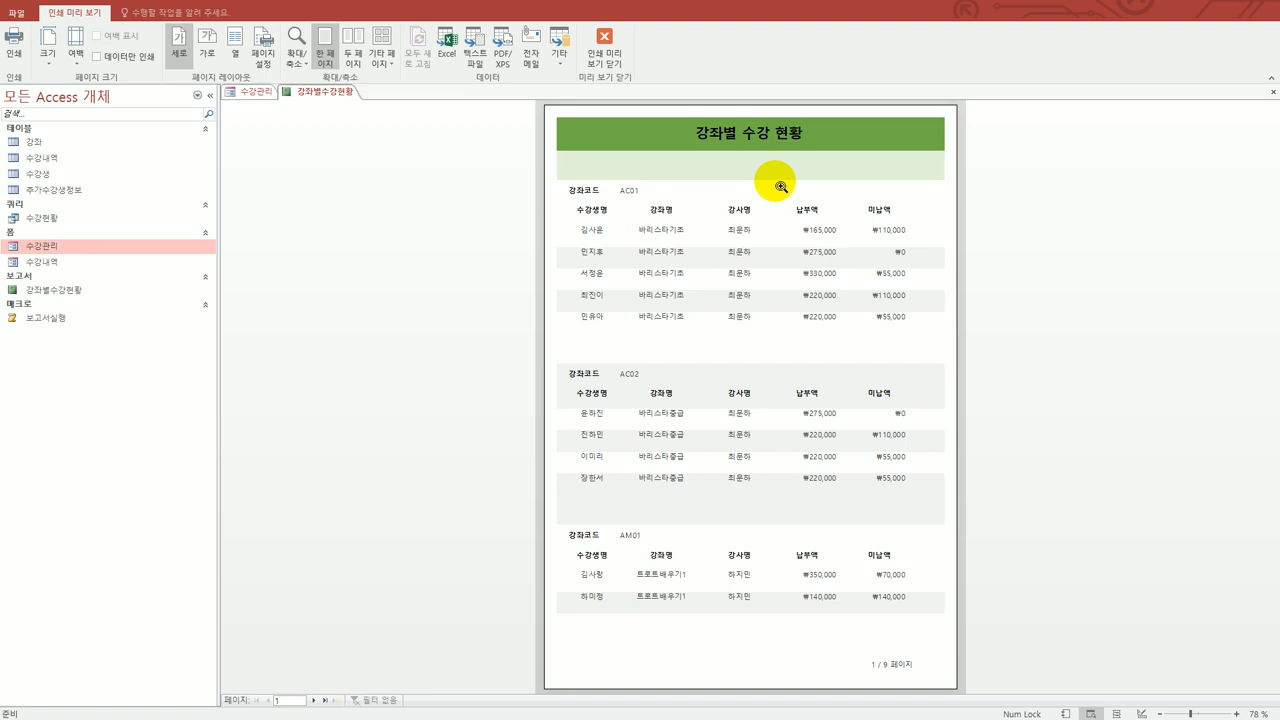 파일
인쇄 미리 보기
수행할 작업을 알려 주세요.
인쇄
크기
여백
여백 표시
데이터만 인쇄
세로
가로
열
페이지 설정
확대/축소
한 페이지
두 페이지
기타 페이지
모두 새로 고침
Excel
텍스트 파일
PDF/XPS
전자 메일
기타
인쇄 미리 보기 닫기
인쇄
페이지 크기
페이지 레이아웃
확대/축소
데이터
미리 보기 닫기
모든 Access 개체
검색...
테이블
강좌
수강내역
수강생
추가수강생정보
쿼리
수강현황
폼
수강관리
수강내역
보고서
강좌별수강현황
매크로
보고서실행
수강관리
강좌별수강현황
강좌별 수강 현황
강좌코드 AC01
수강생명 강좌명 강사명 납부액 미납액
김사윤 바리스타기초 최문하 ₩165,000 ₩110,000
민지후 바리스타기초 최문하 ₩275,000 ₩0
서정윤 바리스타기초 최문하 ₩330,000 ₩55,000
최진이 바리스타기초 최문하 ₩220,000 ₩110,000
민유아 바리스타기초 최문하 ₩220,000 ₩55,000
강좌코드 AC02
수강생명 강좌명 강사명 납부액 미납액
윤하진 바리스타중급 최문하 ₩275,000 ₩0
진하민 바리스타중급 최문하 ₩220,000 ₩110,000
이미리 바리스타중급 최문하 ₩220,000 ₩55,000
장한서 바리스타중급 최문하 ₩220,000 ₩55,000
강좌코드 AM01
수강생명 강좌명 강사명 납부액 미납액
김사랑 트로트배우기1 하지민 ₩350,000 ₩70,000
하미정 트로트배우기1 하지민 ₩140,000 ₩140,000
1 / 9 페이지
페이지: 1
필터 없음
준비
Num Lock
78 %